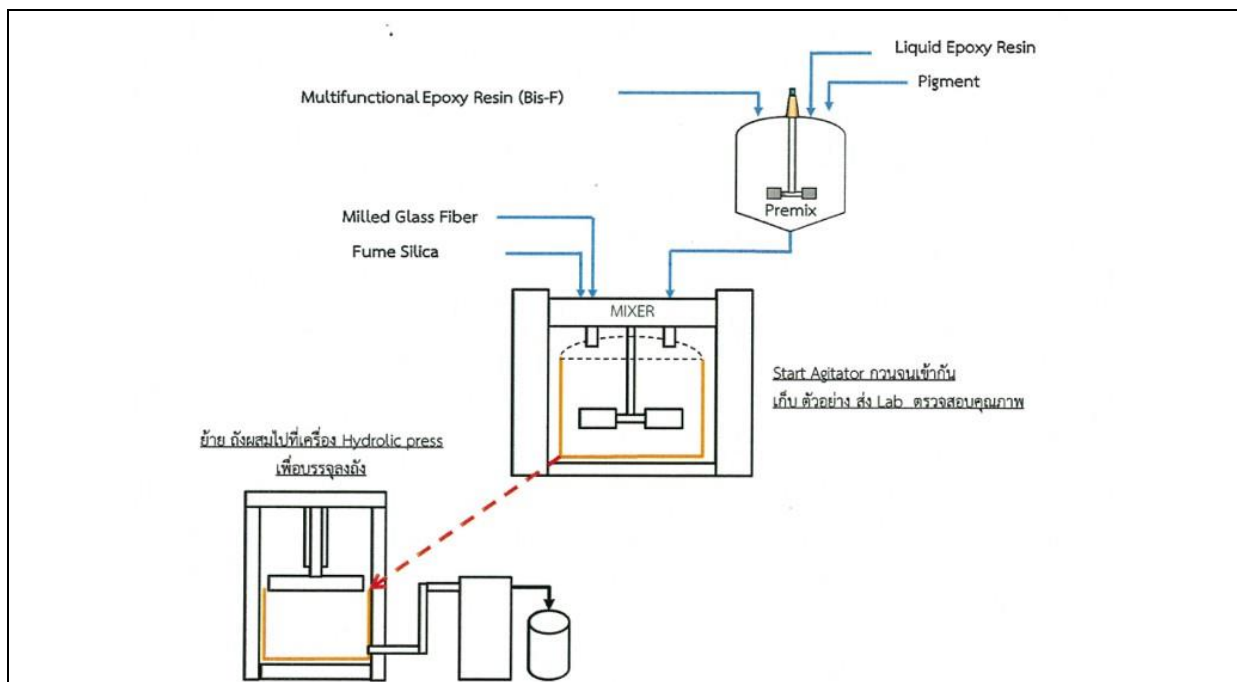 Liquid Epoxy Resin
Pigment
Multifunctional Epoxy Resin (Bis-F)
Premix
Milled Glass Fiber
Fume Silica
MIXER
Start Agitator กวนจนเข้ากัน
เก็บ ตัวอย่าง ส่ง Lab ตรวจสอบคุณภาพ
ย้าย ถังผสมไปที่เครื่อง Hydrolic press
เพื่อบรรจุลงถัง